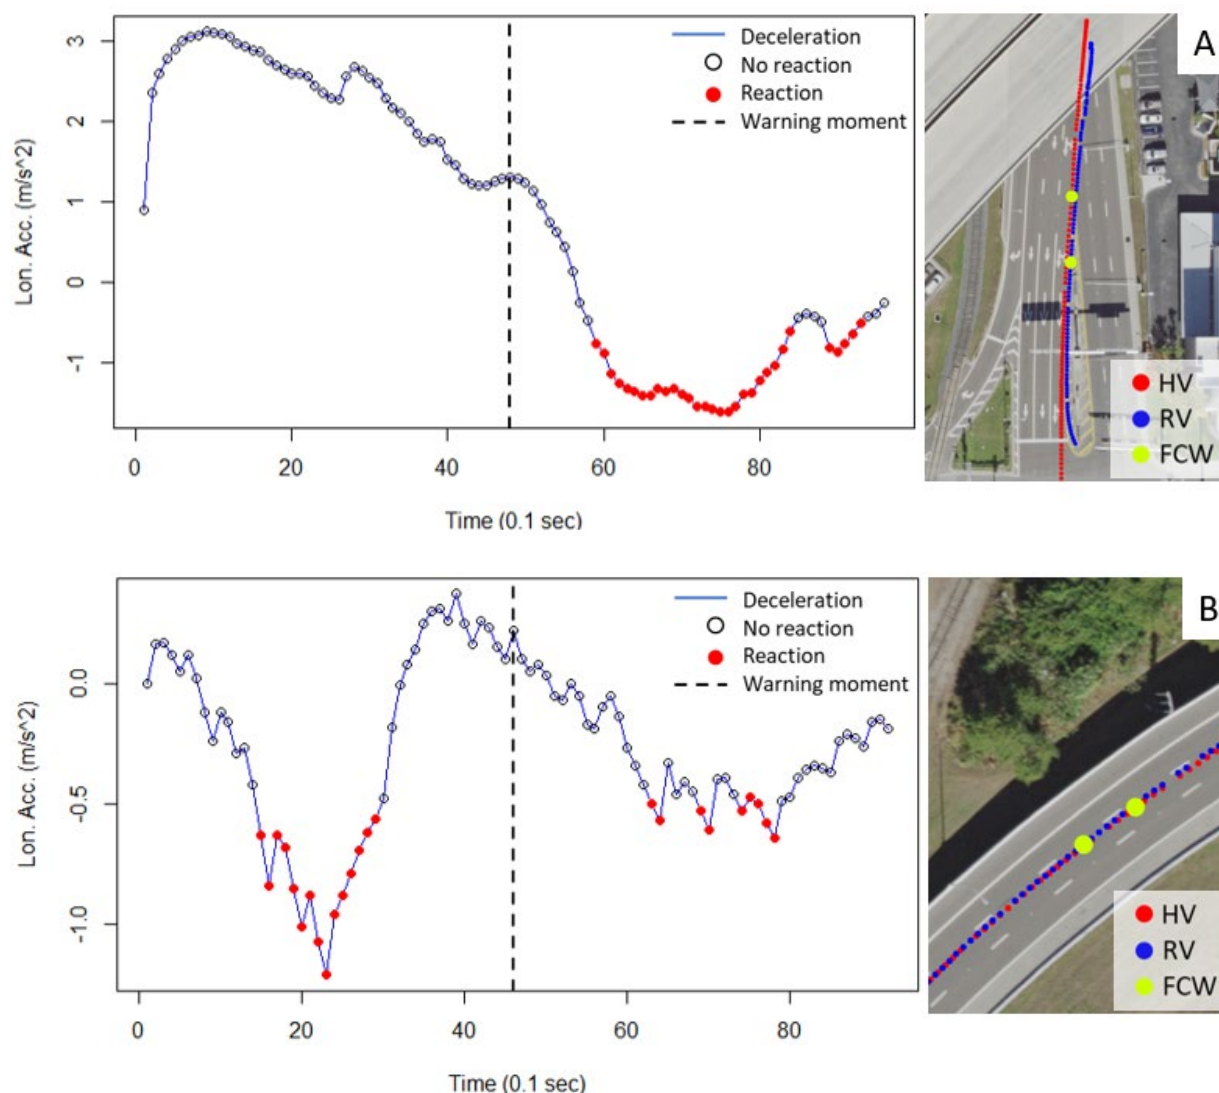 Lon. Acc. (m/s^2)
3
2
1
0
-1
Deceleration
No reaction
Reaction
Warning moment
0 20 40 60 80
Time (0.1 sec)
A
HV
RV
FCW
Lon. Acc. (m/s^2)
0.0
-0.5
-1.0
Deceleration
No reaction
Reaction
Warning moment
0 20 40 60 80
Time (0.1 sec)
B
HV
RV
FCW